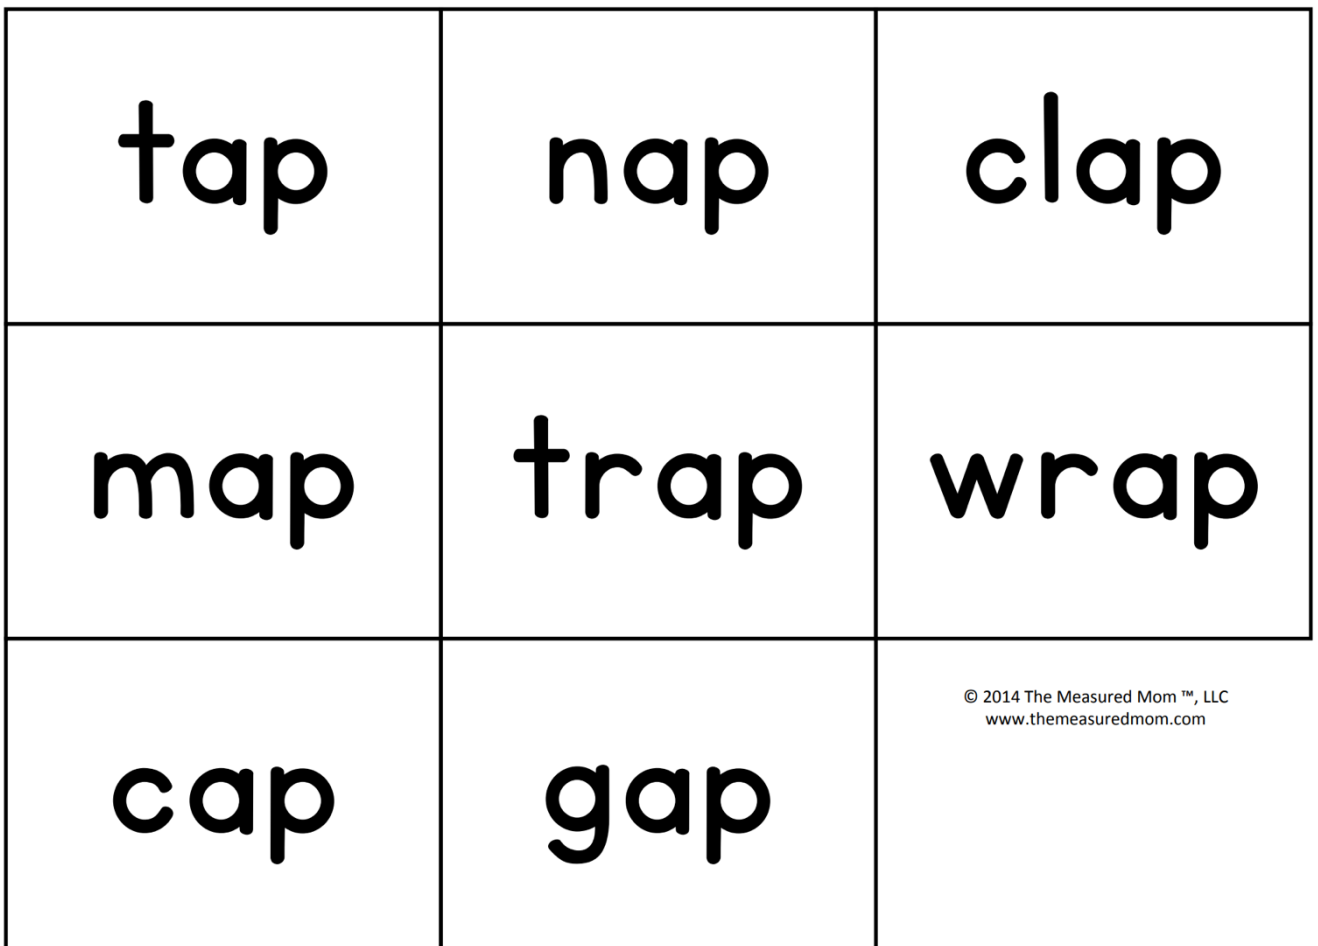 tap
nap
clap
map
trap
wrap
cap
gap
© 2014 The Measured Mom ™, LLC
www.themeasuredmom.com